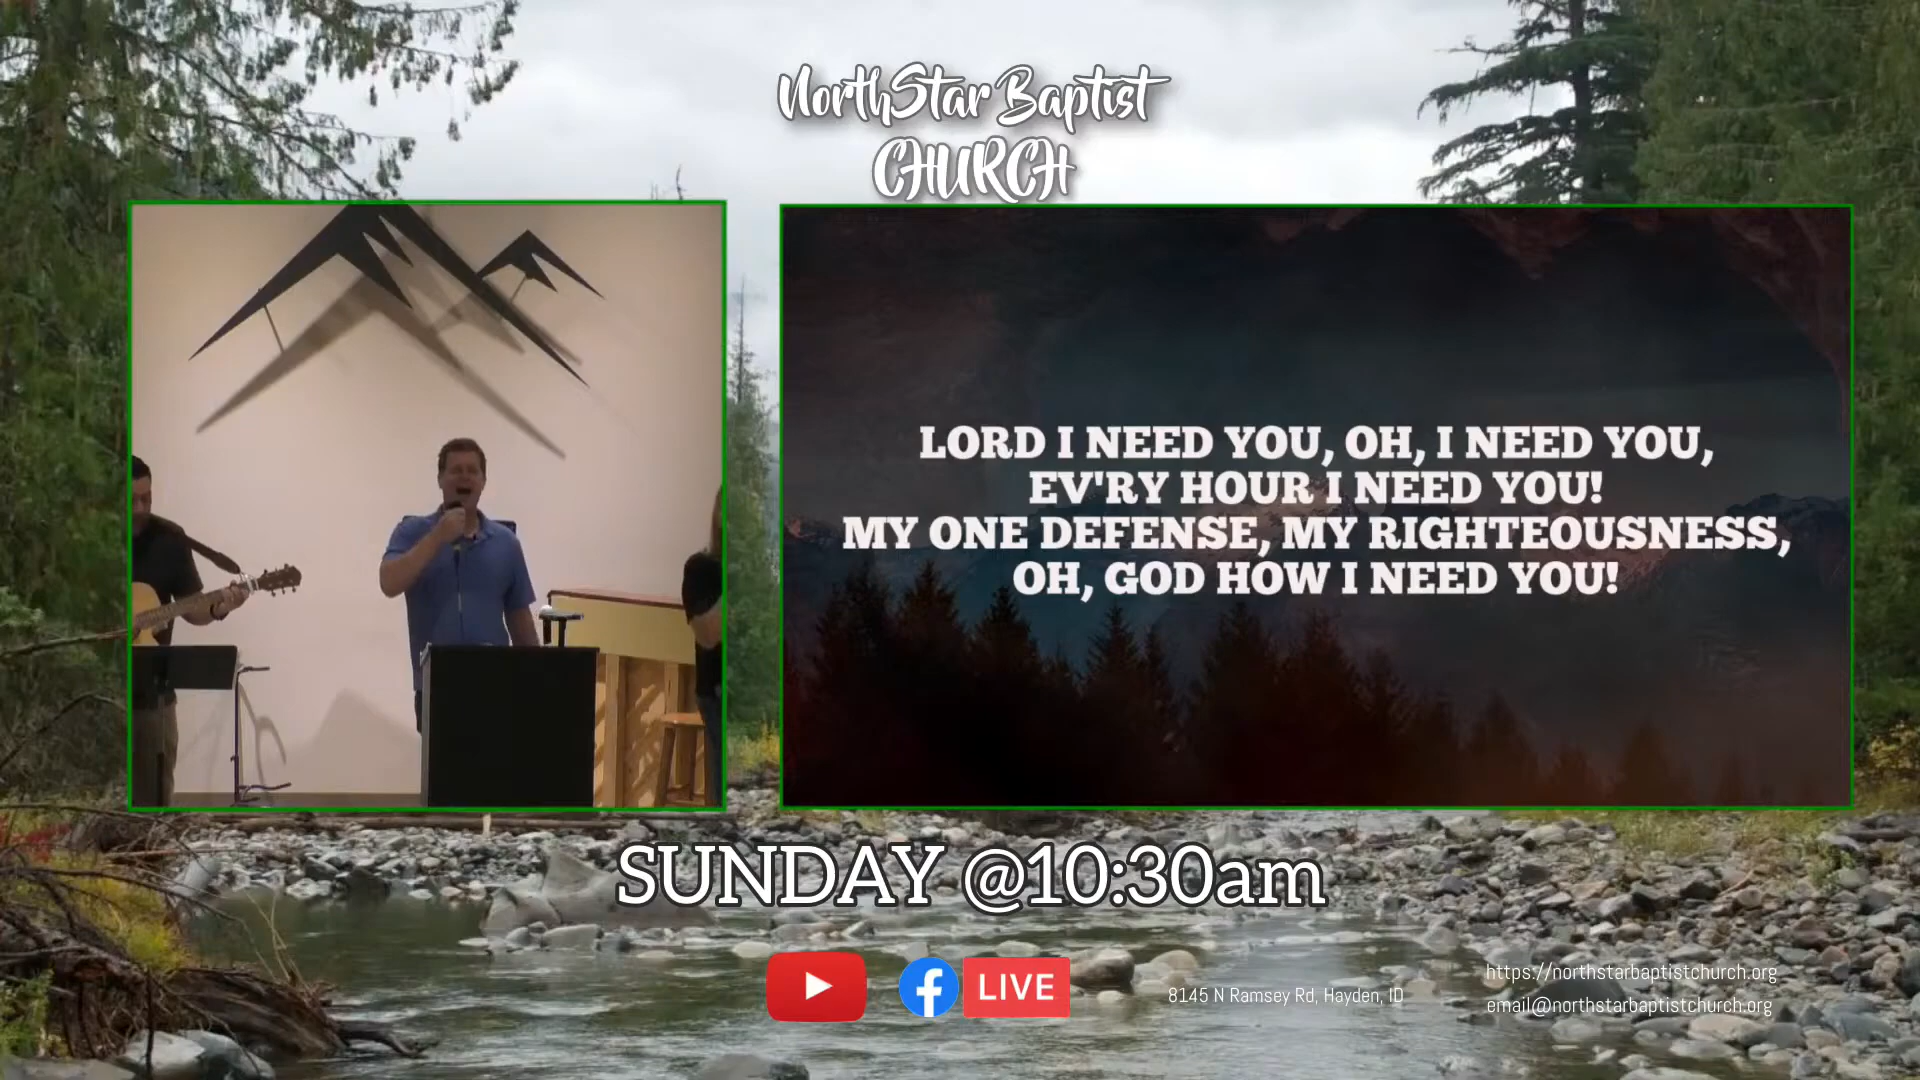 NorthStar Baptist
CHURCH
LORD I NEED YOU, OH, I NEED YOU,
EV'RY HOUR I NEED YOU!
MY ONE DEFENSE, MY RIGHTEOUSNESS,
OH, GOD HOW I NEED YOU!
SUNDAY @10:30am
LIVE
8145 N Ramsey Rd, Hayden, ID
https://northstarbaptistchurch.org
email@northstarbaptistchurch.org